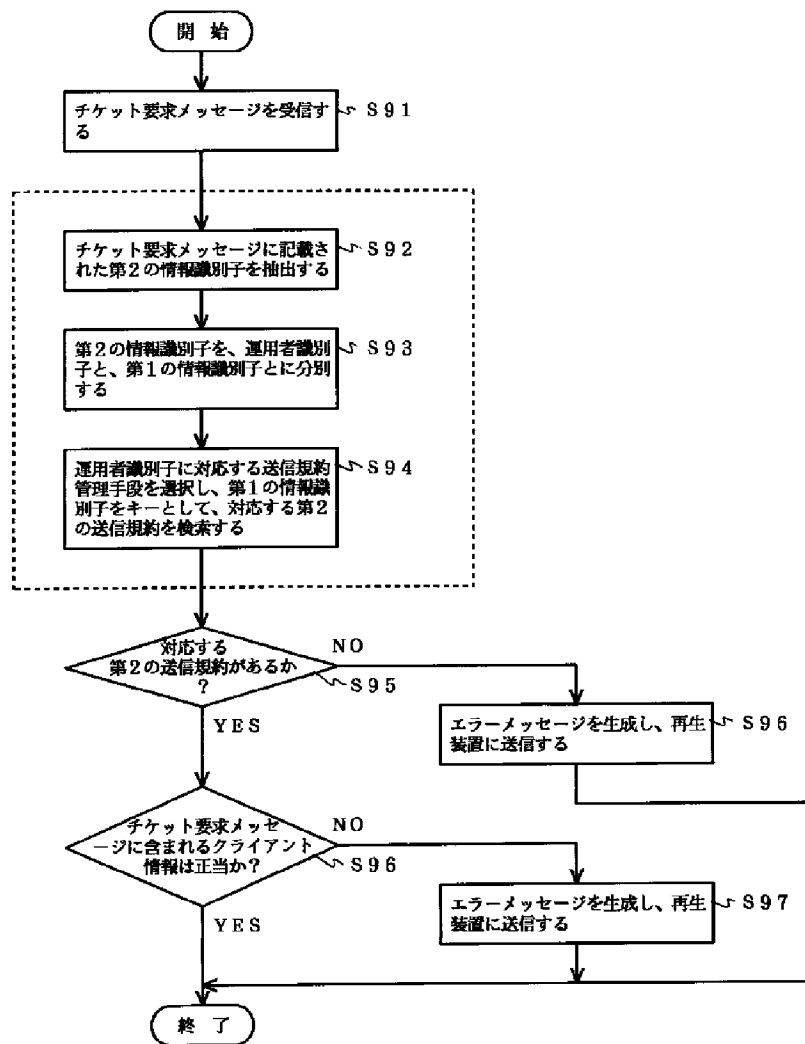 開 始
チケット要求メッセージを受信す
る
S91
チケット要求メッセージに記載さ
れた第2の情報識別子を抽出する
S92
第2の情報識別子を、運用者識別
子と、第1の情報識別子とに分別
する
S93
運用者識別子に対応する送信規約
管理手段を選択し、第1の情報識
別子をキーとして、対応する第2
の送信規約を検索する
S94
対応する
第2の送信規約があるか
?
S95
NO
YES
エラーメッセージを生成し、再生
装置に送信する
S96
チケット要求メッセ
ージに含まれるクライアント
情報は正当か?
S96
NO
YES
エラーメッセージを生成し、再生
装置に送信する
S97
終 了